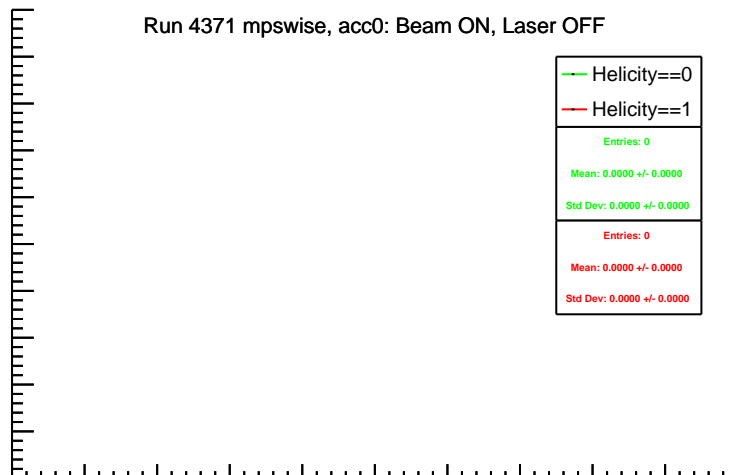 Run 4371 mpswise, acc0: Beam ON, Laser OFF
Helicity==0
Helicity==1
Entries: 0
Mean: 0.0000 +/- 0.0000
Std Dev: 0.0000 +/- 0.0000
Entries: 0
Mean: 0.0000 +/- 0.0000
Std Dev: 0.0000 +/- 0.0000